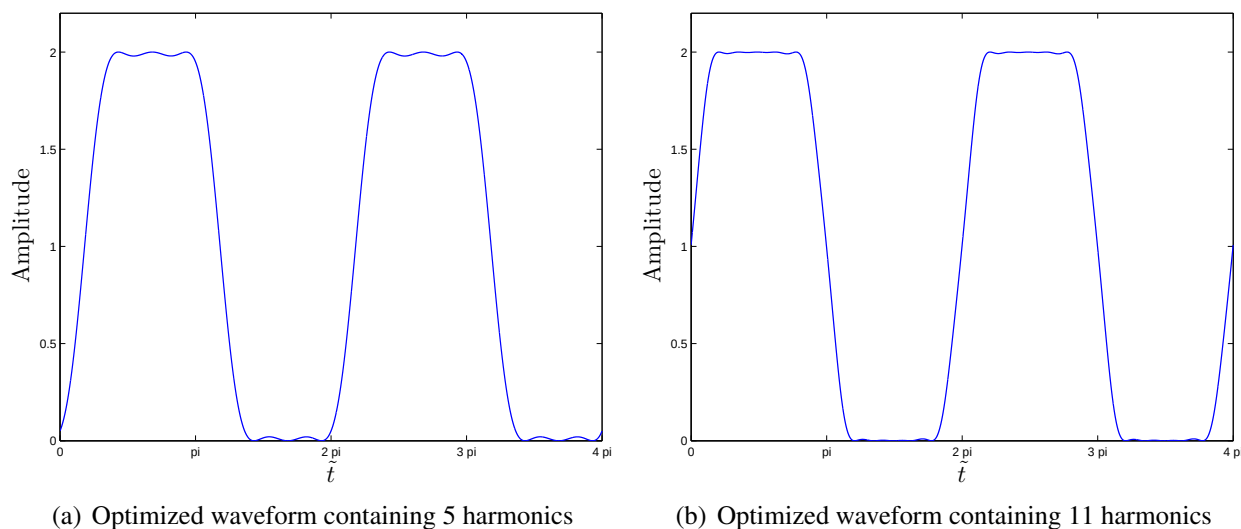 2
1.5
1
0.5
0
Amplitude
0 pi 2 pi 3 pi 4 pi
t̃
(a) Optimized waveform containing 5 harmonics
2
1.5
1
0.5
0
Amplitude
0 pi 2 pi 3 pi 4 p
t̃
(b) Optimized waveform containing 11 harmonics